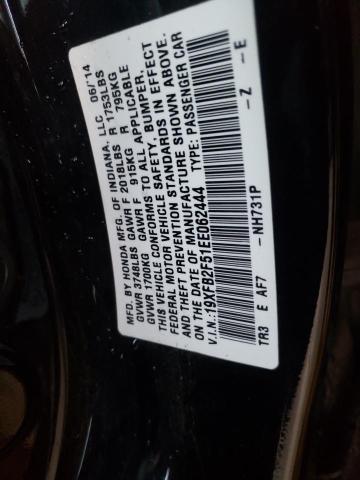 MFD. BY HONDA MFG. OF INDIANA, LLC 06/'14
GVWR 3748LBS GAWR F 2018LBS R 1753LBS
GVWR 1700KG GAWR F 915KG R 795KG
THIS VEHICLE CONFORMS TO ALL APPLICABLE
FEDERAL MOTOR VEHICLE SAFETY, BUMPER,
AND THEFT PREVENTION STANDARDS IN EFFECT
ON THE DATE OF MANUFACTURE SHOWN ABOVE.
V.I.N.:19XFB2F51EE062444 TYPE: PASSENGER CAR
-NH731P -Z -E
TR3 E AF7